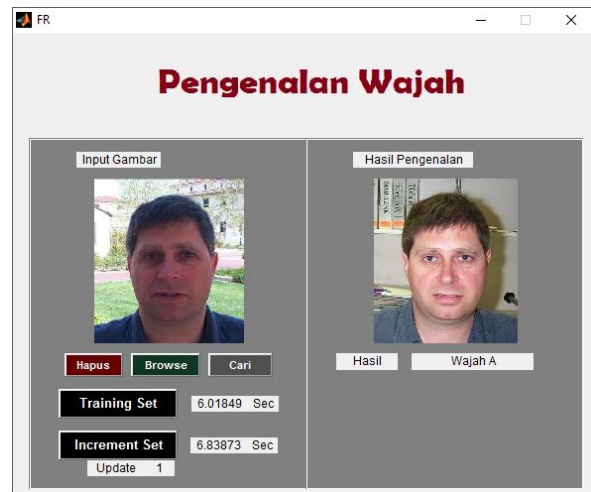 FR
Pengenalan Wajah
Input Gambar
Hasil Pengenalan
Hapus Browse Cari
Hasil Wajah A
Training Set 6.01849 Sec
Increment Set 6.83873 Sec
Update 1